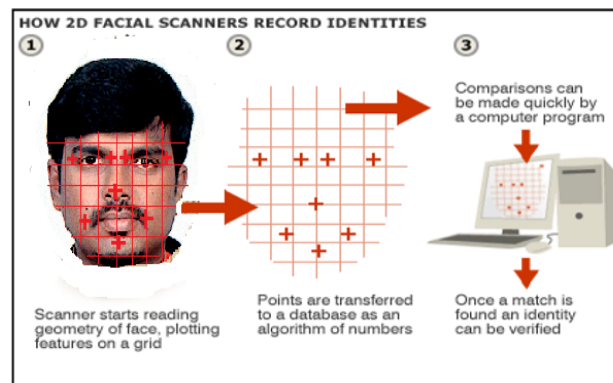 HOW 2D FACIAL SCANNERS RECORD IDENTITIES
1
2
3
Comparisons can
be made quickly by
a computer program
Scanner starts reading
geometry of face, plotting
features on a grid
Points are transferred
to a database as an
algorithm of numbers
Once a match is
found an identity
can be verified